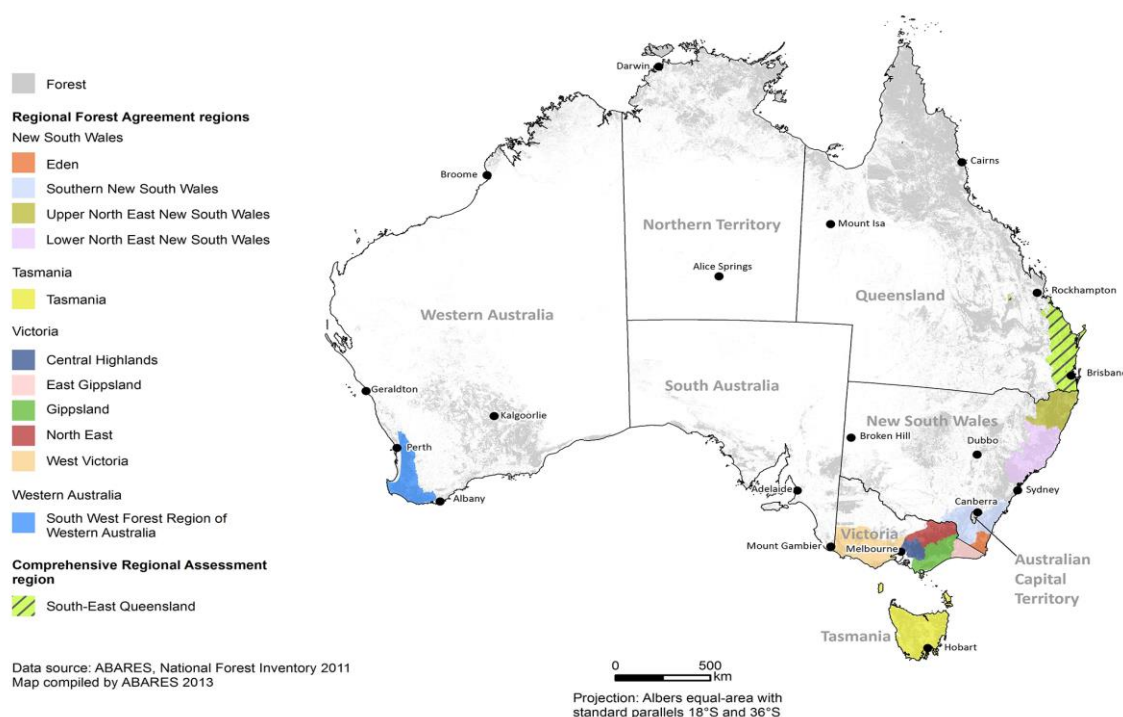 Forest
Regional Forest Agreement regions
New South Wales
Eden
Southern New South Wales
Upper North East New South Wales
Lower North East New South Wales
Tasmania
Tasmania
Victoria
Central Highlands
East Gippsland
Gippsland
North East
West Victoria
Western Australia
South West Forest Region of
Western Australia
Comprehensive Regional Assessment
region
South-East Queensland
Data source: ABARES, National Forest Inventory 2011
Map compiled by ABARES 2013
Darwin
Cairns
Broome
Northern Territory
Mount Isa
Alice Springs
Queensland
Rockhampton
Western Australia
South Australia
Brisbane
Geraldton
Kalgoorlie
New South Wales
Broken Hill
Dubbo
Perth
Albany
Adelaide
Sydney
Canberra
Victoria
Mount Gambier
Melbourne
Australian
Capital
Territory
Tasmania
Hobart
0 500
km
Projection: Albers equal-area with
standard parallels 18°S and 36°S